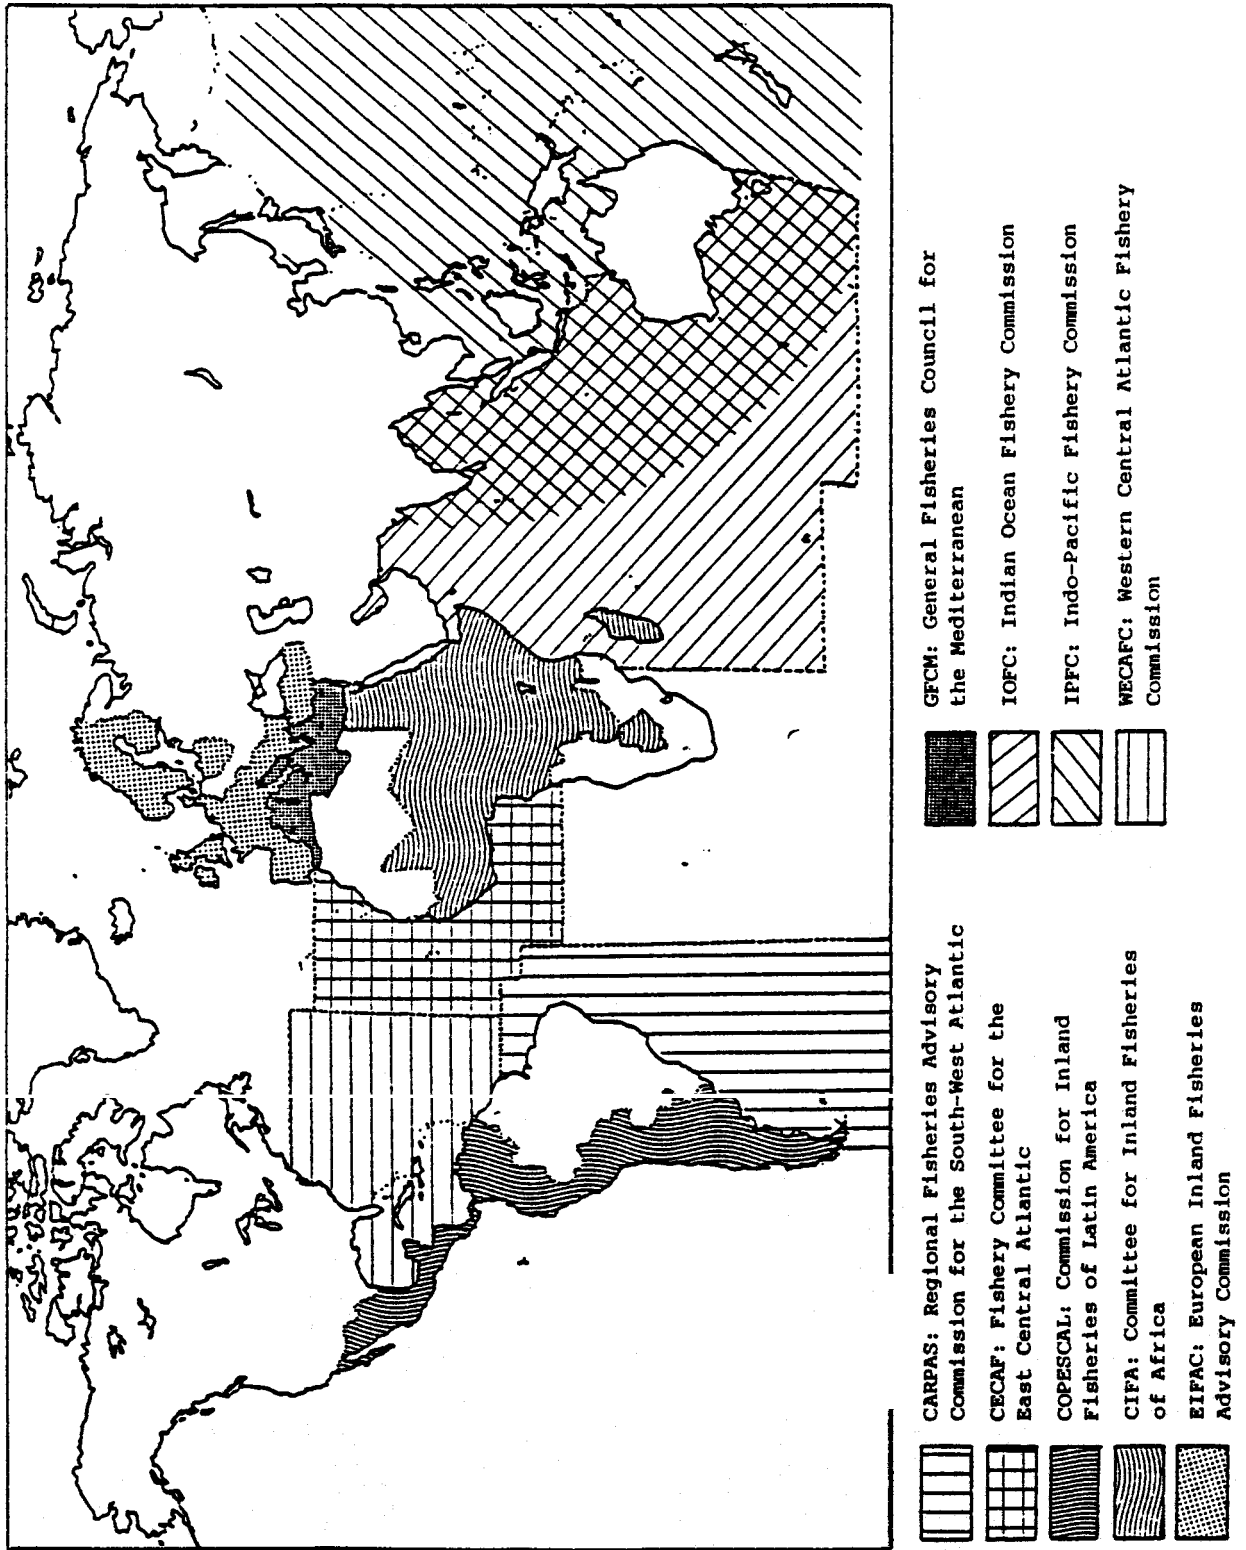 CARPAS: Regional Fisheries Advisory
Commission for the South-West Atlantic
CECAF: Fishery Committee for the
East Central Atlantic
COPESCAL: Commission for Inland
Fisheries of Latin America
CIFA: Committee for Inland Fisheries
of Africa
EIFAC: European Inland Fisheries
Advisory Commission
GFCM: General Fisheries Council for
the Mediterranean
IOFC: Indian Ocean Fishery Commission
IPFC: Indo-Pacific Fishery Commission
WECAFC: Western Central Atlantic Fishery
Commission